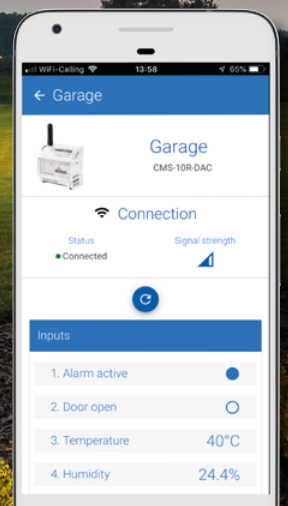 WiFi-Calling 13:58 65%
← Garage
Garage
CMS-10R-DAC
Connection
Status Signal strength
Connected
Inputs
1. Alarm active
2. Door open
3. Temperature 40°C
4. Humidity 24.4%